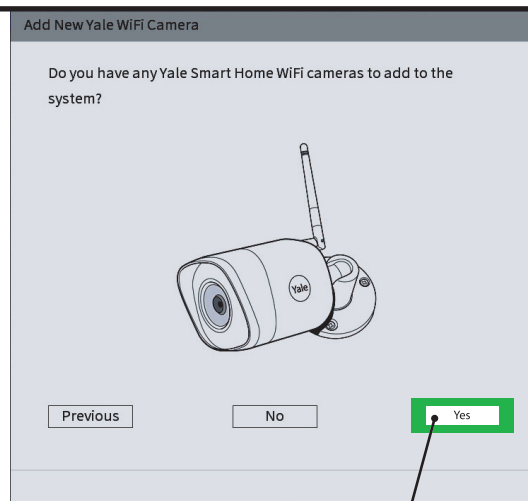 Add New Yale WiFi Camera
Do you have any Yale Smart Home WiFi cameras to add to the
system?
Yale
Previous
No
Yes